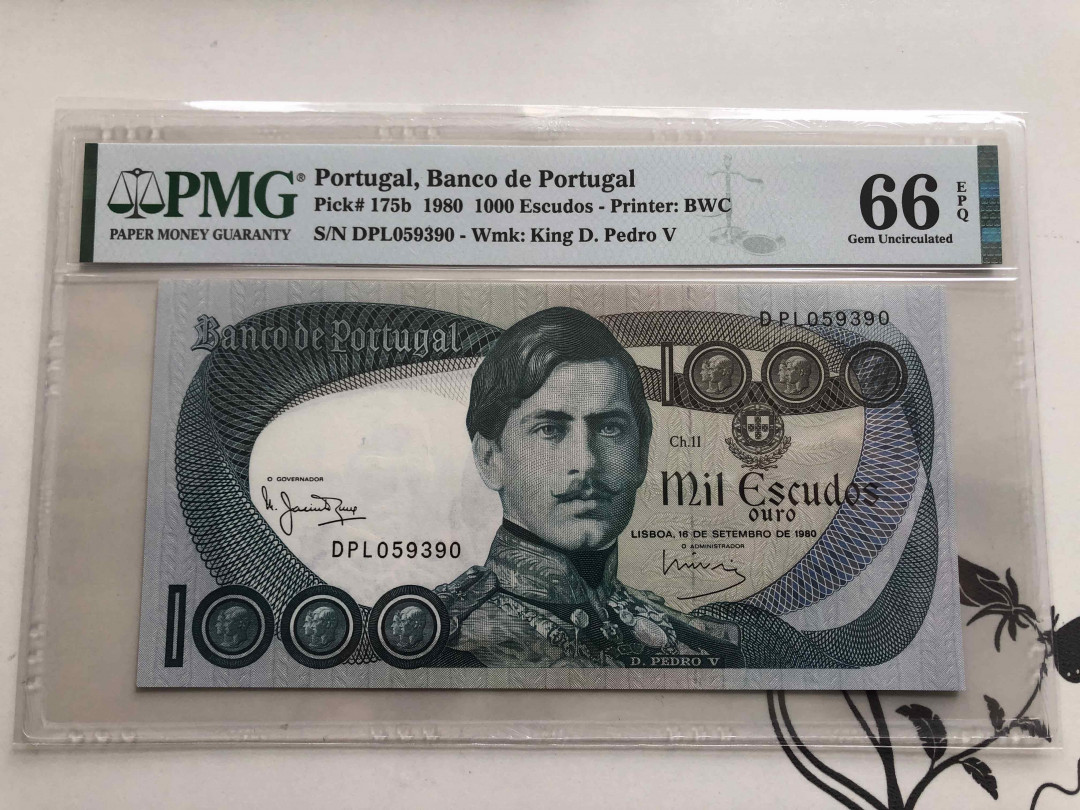 PMG®
PAPER MONEY GUARANTY
Portugal, Banco de Portugal
Pick# 175b 1980 1000 Escudos - Printer: BWC
S/N DPL059390 - Wmk: King D. Pedro V
66 EPQ
Gem Uncirculated
Banco de Portugal
DPL059390
1000
Ch.11
Mil Escudos
ouro
LISBOA, 16 DE SETEMBRO DE 1980
O ADMINISTRADOR
O GOVERNADOR
DPL059390
1000
D. PEDRO V